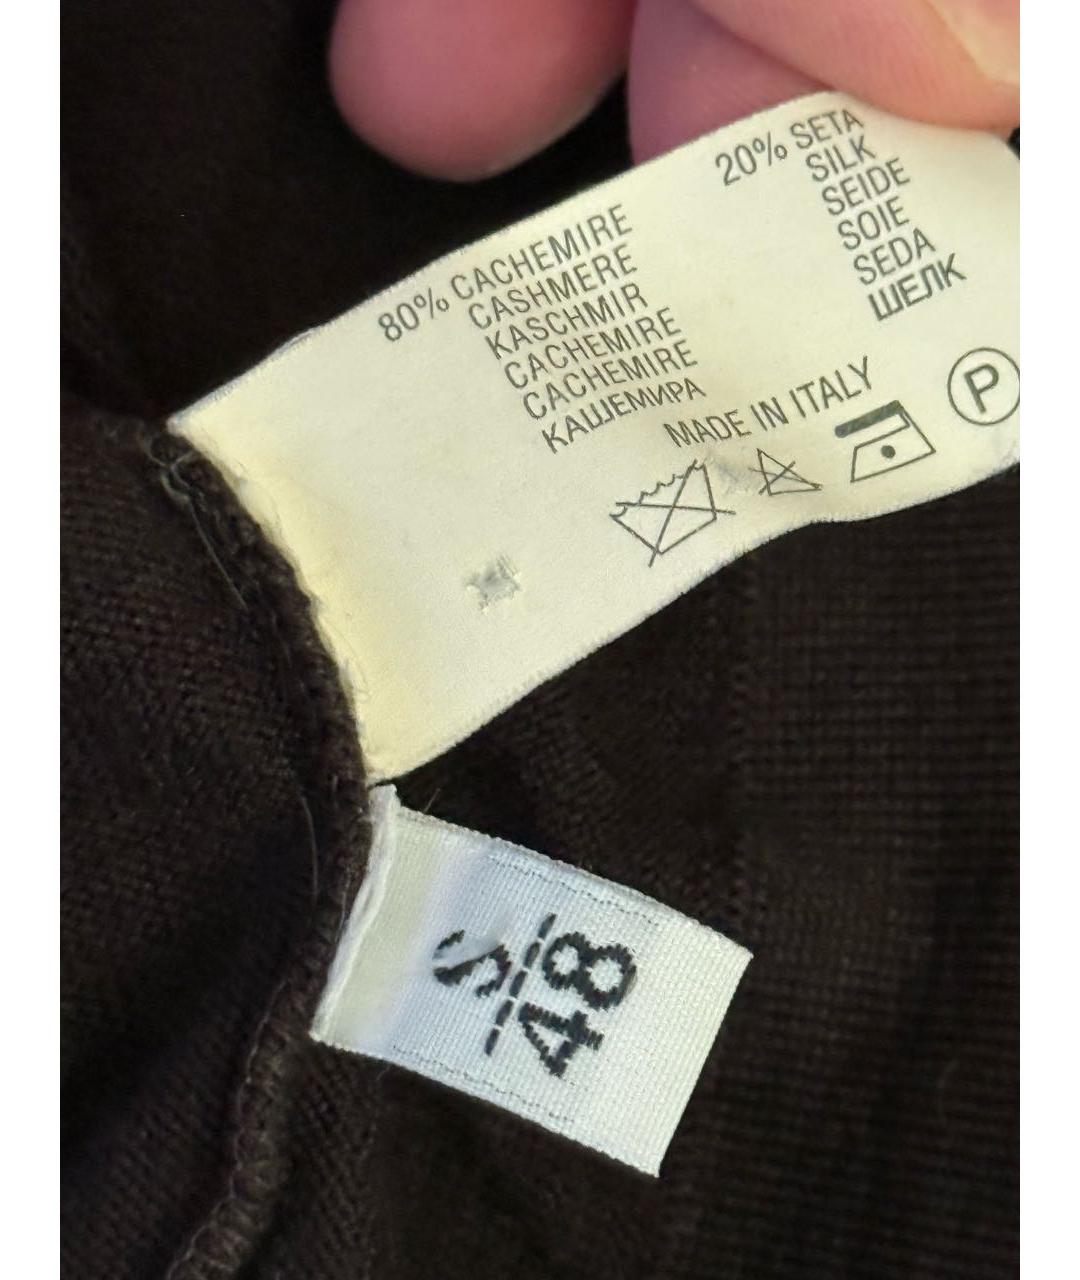 80% CACHEMIRE
CASHMERE
KASCHMIR
CACHEMIRE
CACHEMIRE
КАШЕМИРА
20% SETA
SILK
SEIDE
SOIE
SEDA
ШЕЛК
MADE IN ITALY
P
S
48